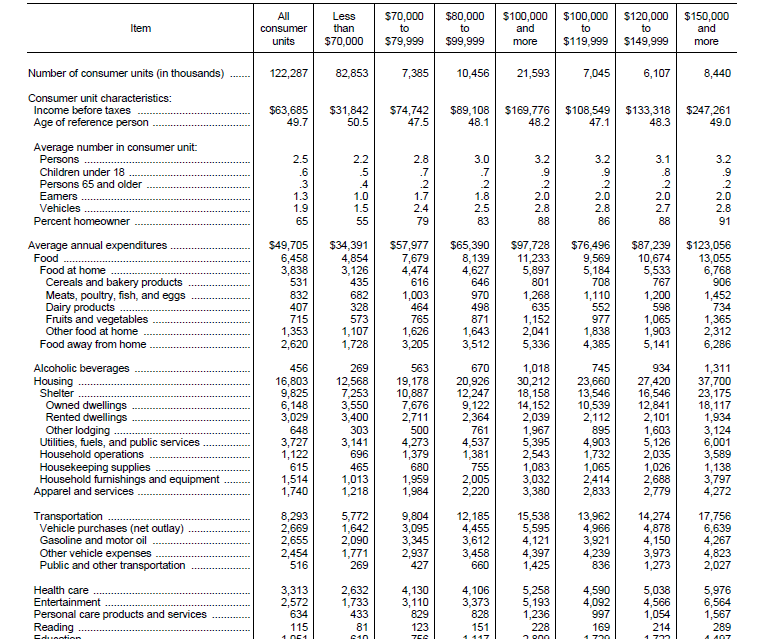 All Less $70,000 $80,000 $100,000 $100,000 $120,000 $150,000
Item consumer than to to and to to and
units $70,000 $79,999 $99,999 more $119,999 $149,999 more
Number of consumer units (in thousands) ....... 122,287 82,853 7,385 10,456 21,593 7,045 6,107 8,440
Consumer unit characteristics:
Income before taxes ....... $63,685 $31,842 $74,742 $89,108 $169,776 $108,549 $133,318 $247,261
Age of reference person ....... 49.7 50.5 47.5 48.1 48.2 47.1 48.3 49.0
Average number in consumer unit:
Persons ....... 2.5 2.2 2.8 3.0 3.2 3.2 3.1 3.2
Children under 18 ....... .6 .5 .7 .7 .9 .9 .8 .9
Persons 65 and older ....... .3 .4 .2 .2 .2 .2 .2 .2
Earners ....... 1.3 1.0 1.7 1.8 2.0 2.0 2.0 2.0
Vehicles ....... 1.9 1.5 2.4 2.5 2.8 2.8 2.7 2.8
Percent homeowner ....... 65 55 79 83 88 86 88 91
Average annual expenditures ....... $49,705 $34,391 $57,977 $65,390 $97,728 $76,496 $87,239 $123,056
Food ....... 6,458 4,854 7,679 8,139 11,233 9,569 10,674 13,055
Food at home ....... 3,838 3,126 4,474 4,627 5,897 5,184 5,533 6,768
Cereals and bakery products ....... 531 435 616 646 801 708 767 906
Meats, poultry, fish, and eggs ....... 832 682 1,003 970 1,268 1,110 1,200 1,452
Dairy products ....... 407 328 464 498 635 552 598 734
Fruits and vegetables ....... 715 573 765 871 1,152 977 1,065 1,365
Other food at home ....... 1,353 1,107 1,626 1,643 2,041 1,838 1,903 2,312
Food away from home ....... 2,620 1,728 3,205 3,512 5,336 4,385 5,141 6,286
Alcoholic beverages ....... 456 269 563 670 1,018 745 934 1,311
Housing ....... 16,803 12,568 19,178 20,926 30,212 23,660 27,420 37,700
Shelter ....... 9,825 7,253 10,887 12,247 18,158 13,546 16,546 23,175
Owned dwellings ....... 6,148 3,550 7,676 9,122 14,152 10,539 12,841 18,117
Rented dwellings ....... 3,029 3,400 2,711 2,364 2,039 2,112 2,101 1,934
Other lodging ....... 648 303 500 761 1,967 895 1,603 3,124
Utilities, fuels, and public services ....... 3,727 3,141 4,273 4,537 5,395 4,903 5,126 6,001
Household operations ....... 1,122 696 1,379 1,381 2,543 1,732 2,035 3,589
Housekeeping supplies ....... 615 465 680 755 1,083 1,065 1,026 1,138
Household furnishings and equipment ....... 1,514 1,013 1,959 2,005 3,032 2,414 2,688 3,797
Apparel and services ....... 1,740 1,218 1,984 2,220 3,380 2,833 2,779 4,272
Transportation ....... 8,293 5,772 9,804 12,185 15,538 13,962 14,274 17,756
Vehicle purchases (net outlay) ....... 2,669 1,642 3,095 4,455 5,595 4,966 4,878 6,639
Gasoline and motor oil ....... 2,655 2,090 3,345 3,612 4,121 3,921 4,150 4,267
Other vehicle expenses ....... 2,454 1,771 2,937 3,458 4,397 4,239 3,973 4,823
Public and other transportation ....... 516 269 427 660 1,425 836 1,273 2,027
Health care ....... 3,313 2,632 4,130 4,106 5,258 4,590 5,038 5,976
Entertainment ....... 2,572 1,733 3,110 3,373 5,193 4,092 4,566 6,564
Personal care products and services ....... 634 433 829 828 1,236 997 1,054 1,567
Reading ....... 115 81 123 151 228 169 214 289